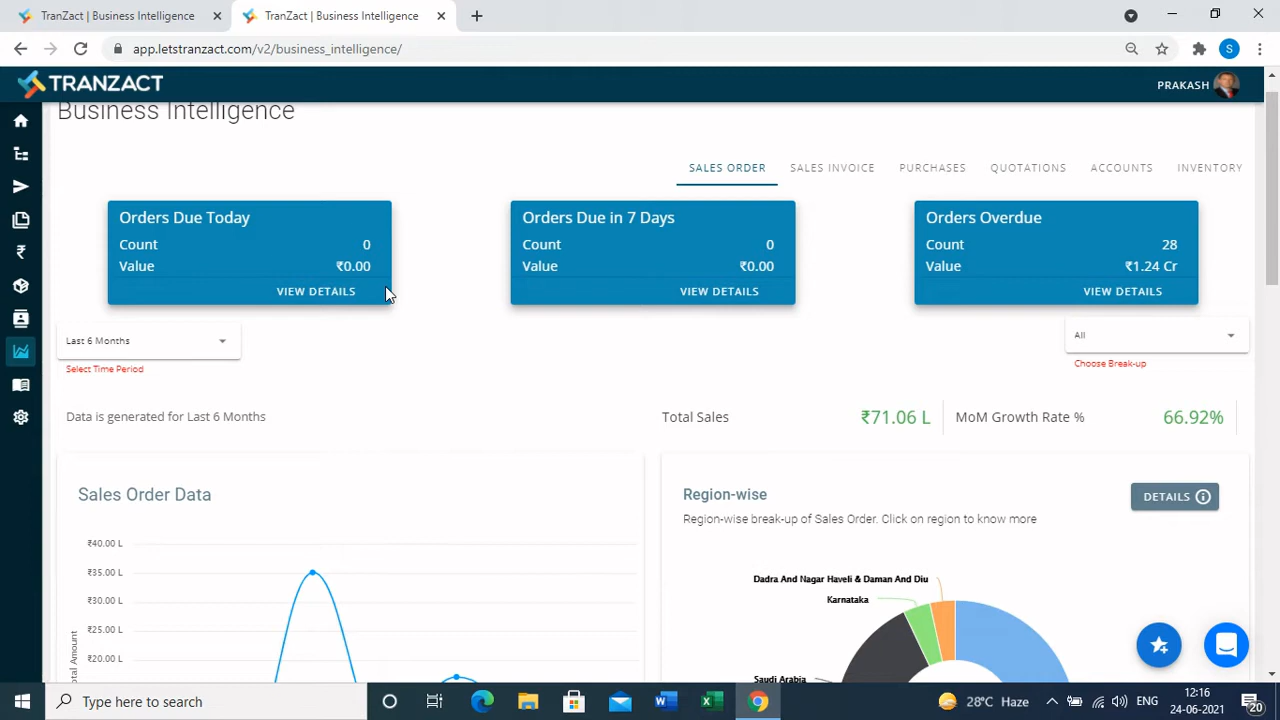 TranZact | Business Intelligence
TranZact | Business Intelligence
app.letstranzact.com/v2/business_intelligence/
S
TRANZACT
PRAKASH
Business Intelligence
SALES ORDER
SALES INVOICE
PURCHASES
QUOTATIONS
ACCOUNTS
INVENTORY
Orders Due Today
Count 0
Value ₹0.00
VIEW DETAILS
Orders Due in 7 Days
Count 0
Value ₹0.00
VIEW DETAILS
Orders Overdue
Count 28
Value ₹1.24 Cr
VIEW DETAILS
Last 6 Months
Select Time Period
All
Choose Break-up
Data is generated for Last 6 Months
Total Sales ₹71.06 L
MoM Growth Rate % 66.92%
Sales Order Data
₹40.00 L
₹35.00 L
₹30.00 L
₹25.00 L
₹20.00 L
Region-wise
DETAILS
Region-wise break-up of Sales Order. Click on region to know more
Dadra And Nagar Haveli & Daman And Diu
Karnataka
Saudi Arabia
Type here to search
28°C Haze
ENG
12:16
24-06-2021
20